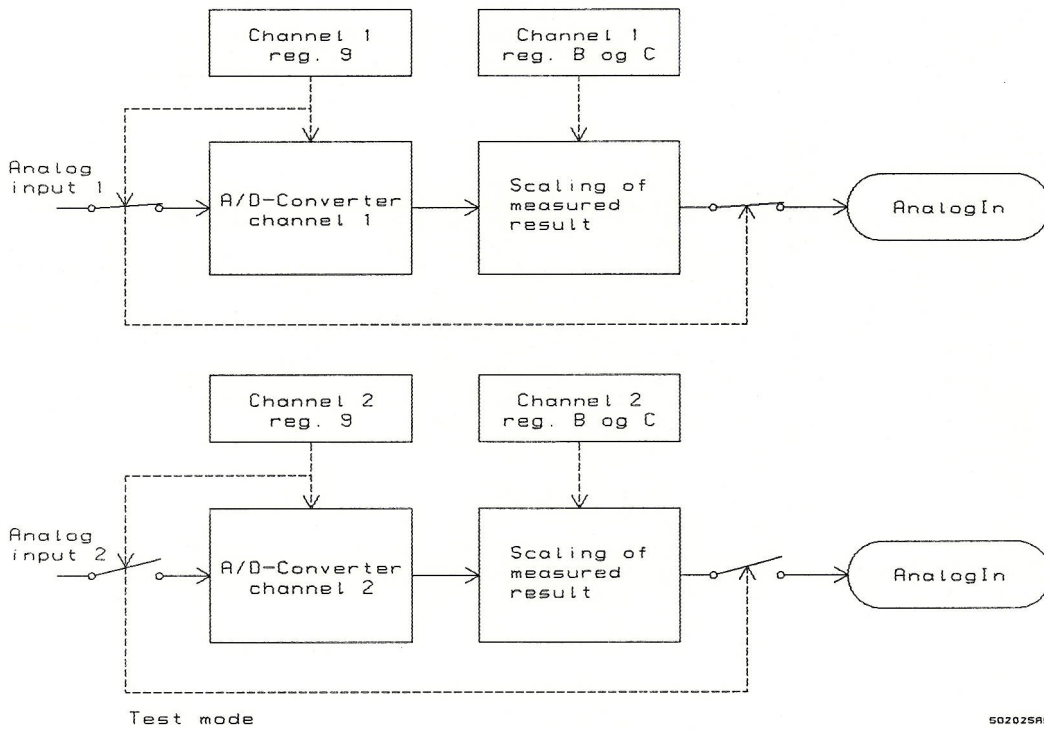 Channel 1
reg. 9
Channel 1
reg. B og C
Analog
input 1
A/D-Converter
channel 1
Scaling of
measured
result
AnalogIn
Channel 2
reg. 9
Channel 2
reg. B og C
Analog
input 2
A/D-Converter
channel 2
Scaling of
measured
result
AnalogIn
Test mode